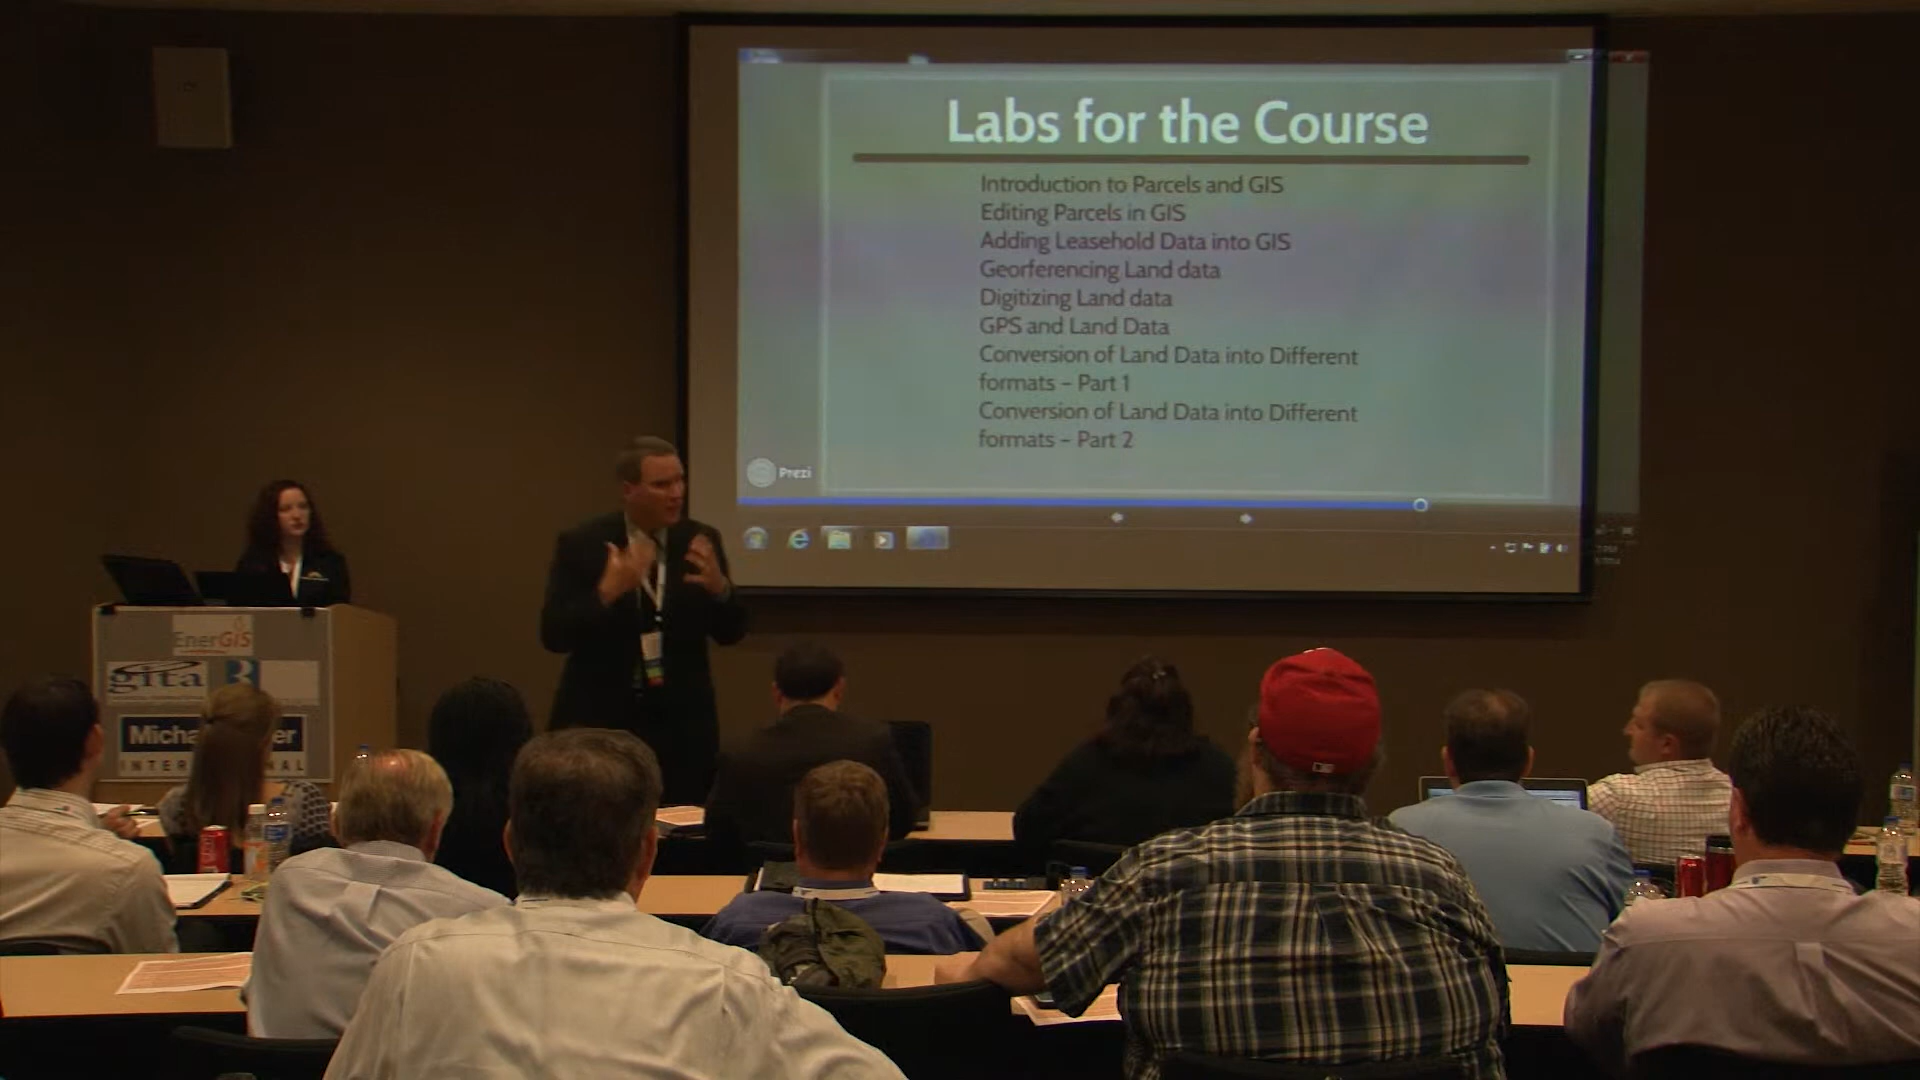 Labs for the Course
Introduction to Parcels and GIS
Editing Parcels in GIS
Adding Leasehold Data into GIS
Georferencing Land data
Digitizing Land data
GPS and Land Data
Conversion of Land Data into Different
formats – Part 1
Conversion of Land Data into Different
formats – Part 2
Prezi
EnerGIS
gita